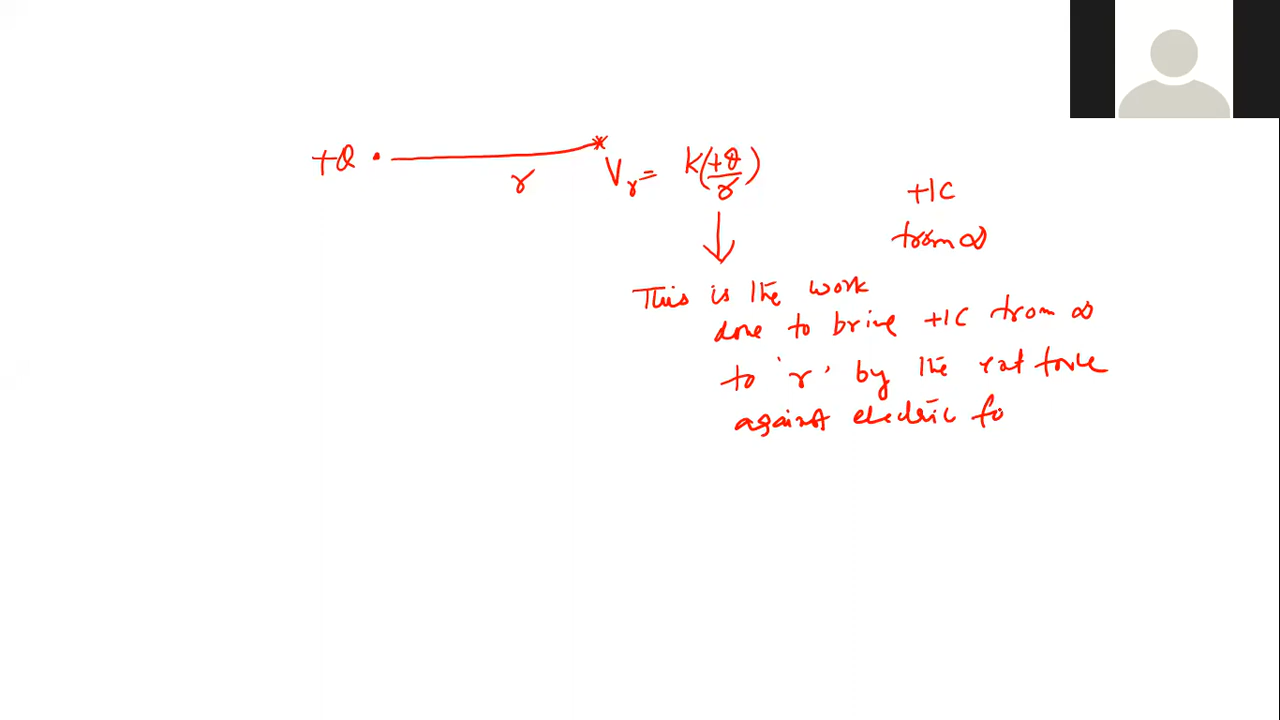 +Q
r
V_r = K(+Q/r)
+1C
from ∞
This is the work
done to bring +1C from ∞
to 'r' by the ext force
against electric fo